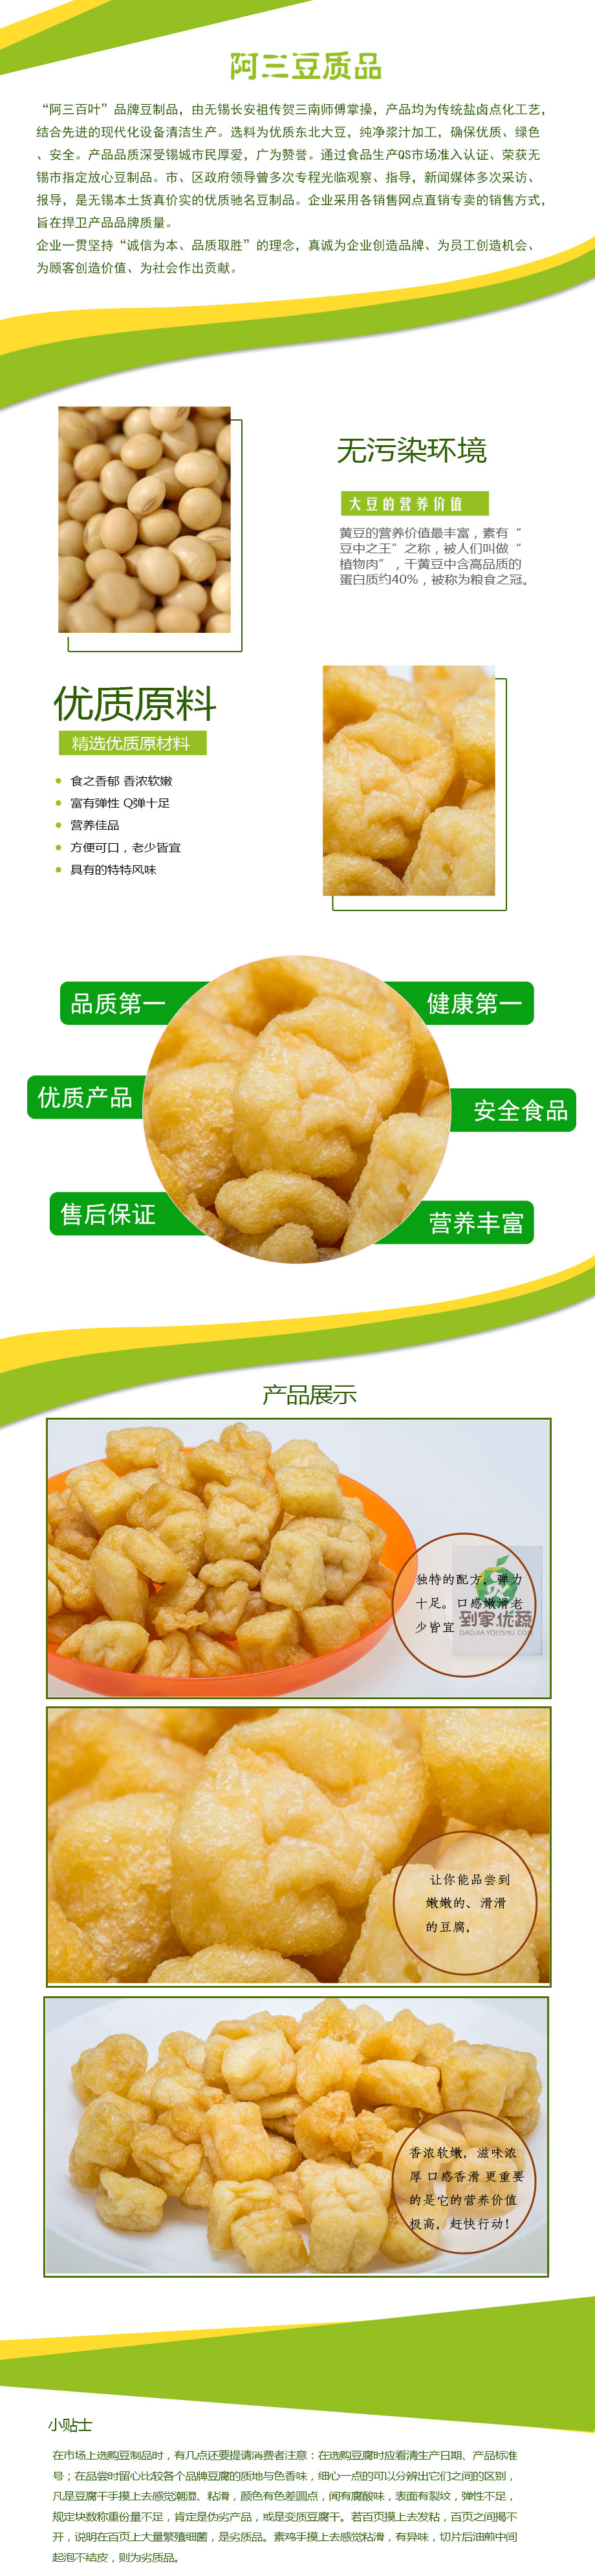 阿三豆质品
“阿三百叶”品牌豆制品，由无锡长安祖传贺三南师傅掌操，产品均为传统盐卤点化工艺，
结合先进的现代化设备清洁生产。选料为优质东北大豆，纯净浆汁加工，确保优质、绿色
、安全。产品品质深受锡城市民厚爱，广为赞誉。通过食品生产QS市场准入认证、荣获无
锡市指定放心豆制品。市、区政府领导曾多次专程光临观察、指导，新闻媒体多次采访、
报导，是无锡本土货真价实的优质驰名豆制品。企业采用各销售网点直销专卖的销售方式，
旨在捍卫产品品牌质量。
企业一贯坚持“诚信为本、品质取胜”的理念，真诚为企业创造品牌、为员工创造机会、
为顾客创造价值、为社会作出贡献。
无污染环境
大豆的营养价值
黄豆的营养价值最丰富，素有“
豆中之王”之称，被人们叫做“
植物肉”，干黄豆中含高品质的
蛋白质约40%，被称为粮食之冠。
优质原料
精选优质原材料
食之香郁 香浓软嫩
富有弹性 Q弹十足
营养佳品
方便可口，老少皆宜
具有的特特风味
品质第一
健康第一
优质产品
安全食品
售后保证
营养丰富
产品展示
独特的配方，弹力
十足。口感嫩滑老
少皆宜
到家优蔬
DAOJIAYOUSHU.COM
让你能品尝到
嫩嫩的、滑滑
的豆腐，
香浓软嫩，滋味浓
厚 口感香滑 更重要
的是它的营养价值
极高，赶快行动！
小贴士
在市场上选购豆制品时，有几点还要提请消费者注意：在选购豆腐时应看清生产日期、产品标准
号；在品尝时留心比较各个品牌豆腐的质地与色香味，细心一点的可以分辨出它们之间的区别，
凡是豆腐干手摸上去感觉潮湿、粘滑，颜色有色差圆点，闻有腐酸味，表面有裂纹，弹性不足，
规定块数称重份量不足，肯定是伪劣产品，或是变质豆腐干。若百页摸上去发粘，百页之间揭不
开，说明在百页上大量繁殖细菌，是劣质品。素鸡手摸上去感觉粘滑，有异味，切片后油煎中间
起泡不结皮，则为劣质品。